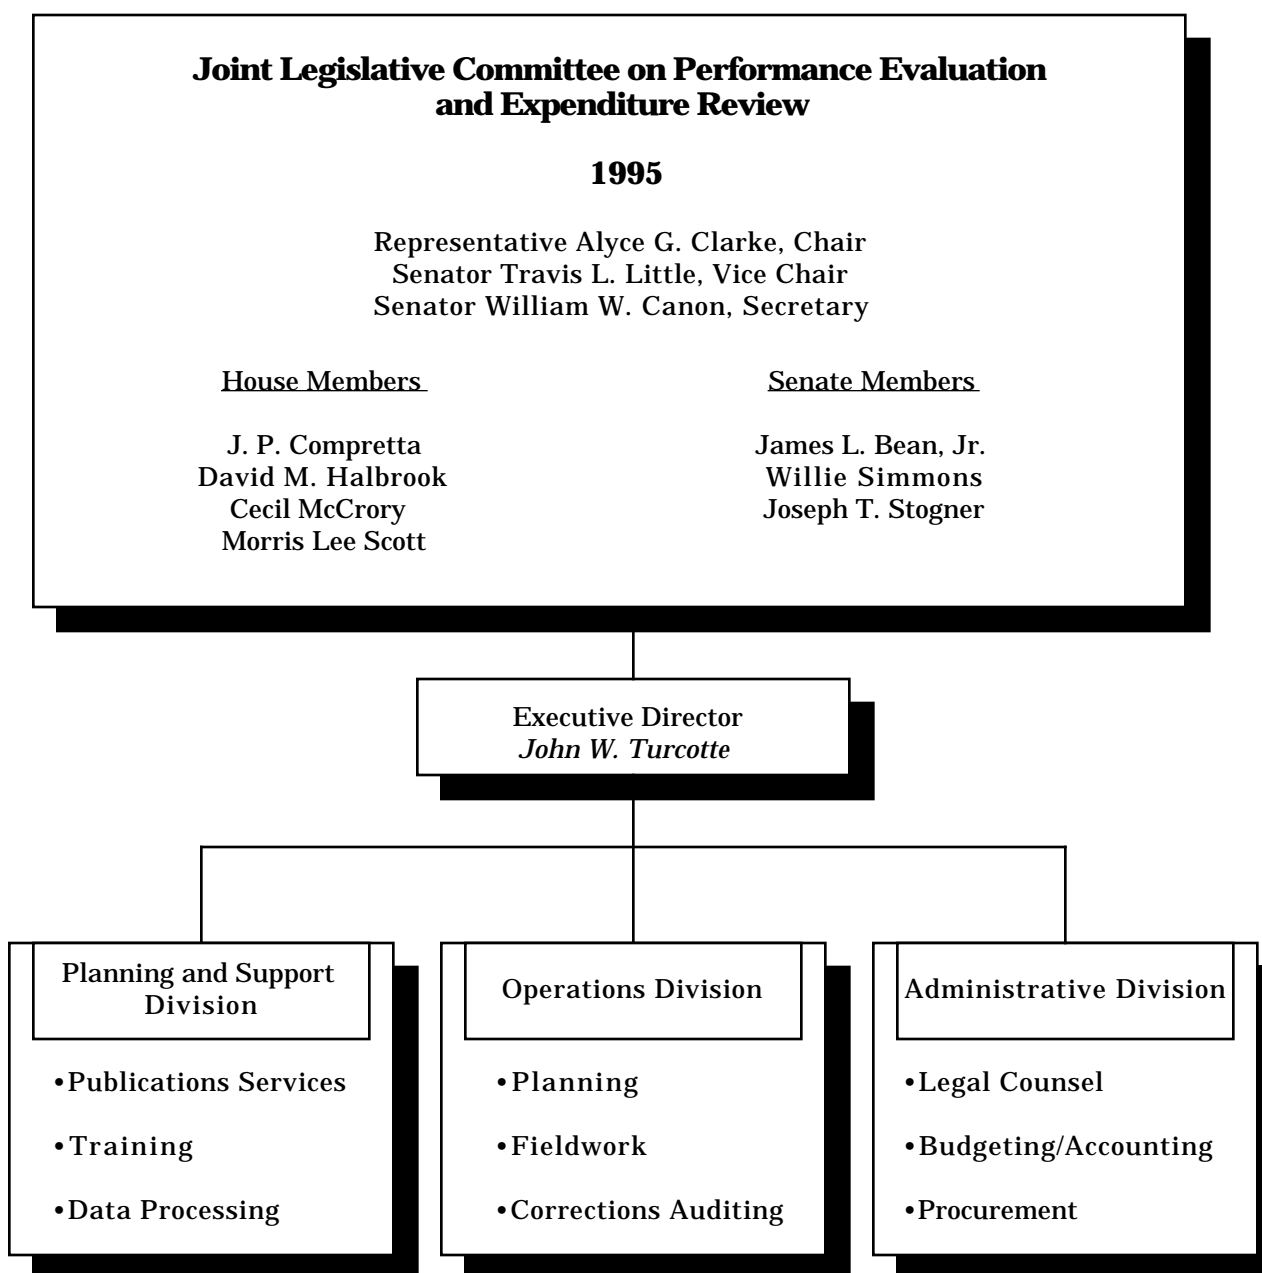 Joint Legislative Committee on Performance Evaluation
and Expenditure Review
1995
Representative Alyce G. Clarke, Chair
Senator Travis L. Little, Vice Chair
Senator William W. Canon, Secretary
House Members
J. P. Compretta
David M. Halbrook
Cecil McCrory
Morris Lee Scott
Senate Members
James L. Bean, Jr.
Willie Simmons
Joseph T. Stogner
Executive Director
John W. Turcotte
Planning and Support
Division
•Publications Services
•Training
•Data Processing
Operations Division
•Planning
•Fieldwork
•Corrections Auditing
Administrative Division
•Legal Counsel
•Budgeting/Accounting
•Procurement